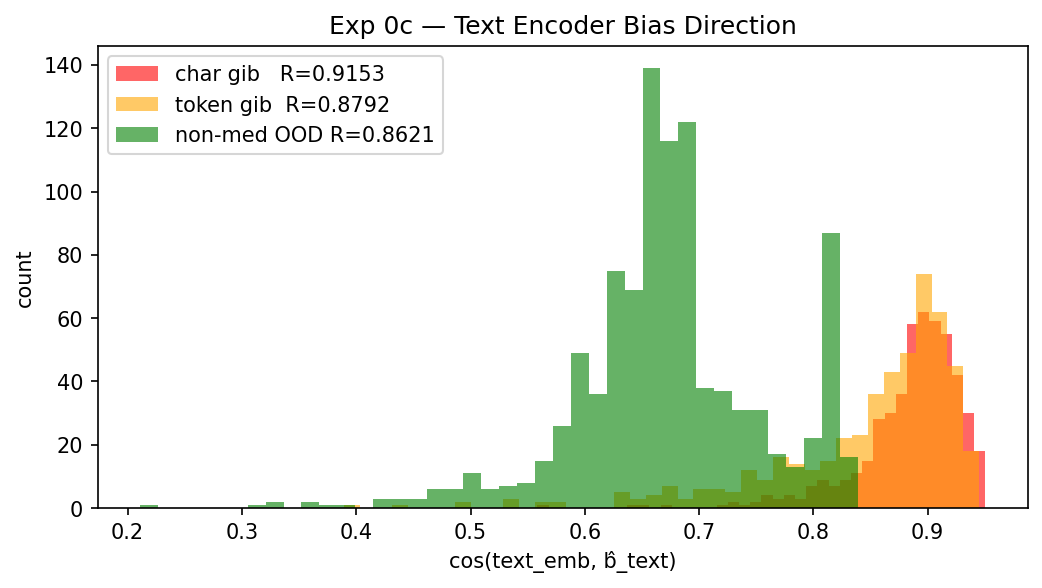 Exp 0c — Text Encoder Bias Direction
char gib R=0.9153
token gib R=0.8792
non-med OOD R=0.8621
140
120
100
80
60
40
20
0
count
0.2 0.3 0.4 0.5 0.6 0.7 0.8 0.9
cos(text_emb, b̂_text)